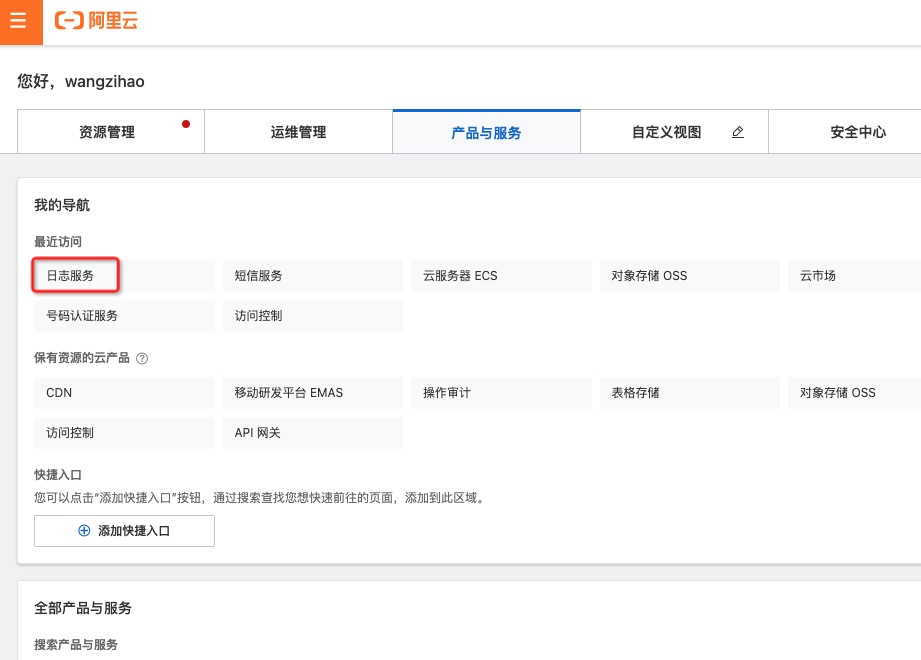 阿里云
您好，wangzihao
资源管理 运维管理 产品与服务 自定义视图 安全中心
我的导航
最近访问
日志服务 短信服务 云服务器 ECS 对象存储 OSS 云市场
号码认证服务 访问控制
保有资源的云产品 ?
CDN 移动研发平台 EMAS 操作审计 表格存储 对象存储 OSS
访问控制 API 网关
快捷入口
您可以点击“添加快捷入口”按钮，通过搜索查找您想快速前往的页面，添加到此区域。
添加快捷入口
全部产品与服务
搜索产品与服务